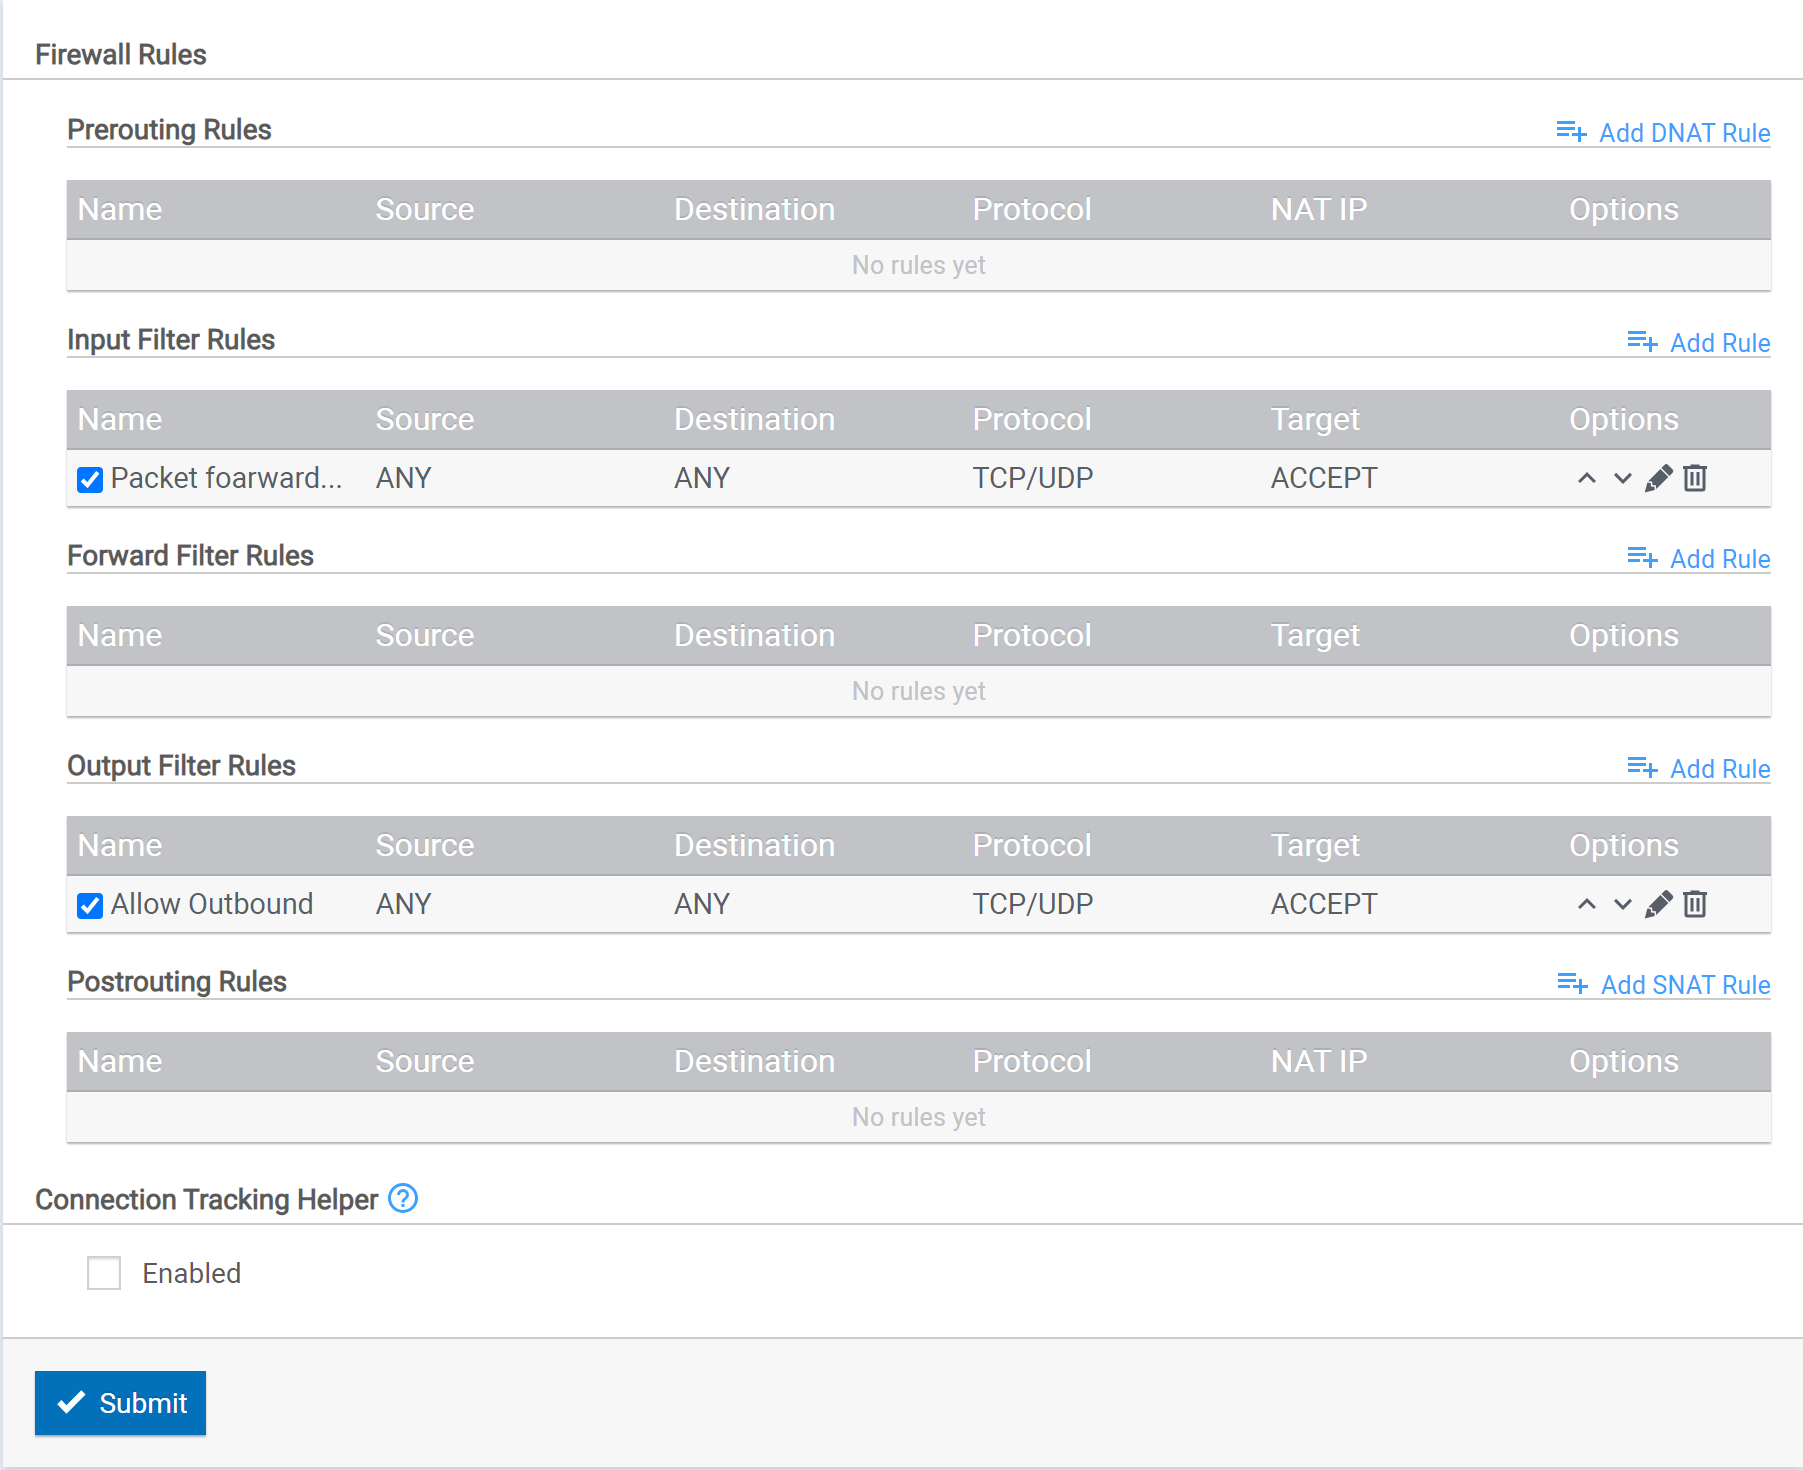 Firewall Rules
Prerouting Rules
Add DNAT Rule
Name Source Destination Protocol NAT IP Options
No rules yet
Input Filter Rules
Add Rule
Name Source Destination Protocol Target Options
Packet foarward... ANY ANY TCP/UDP ACCEPT
Forward Filter Rules
Add Rule
Name Source Destination Protocol Target Options
No rules yet
Output Filter Rules
Add Rule
Name Source Destination Protocol Target Options
Allow Outbound ANY ANY TCP/UDP ACCEPT
Postrouting Rules
Add SNAT Rule
Name Source Destination Protocol NAT IP Options
No rules yet
Connection Tracking Helper ?
Enabled
Submit